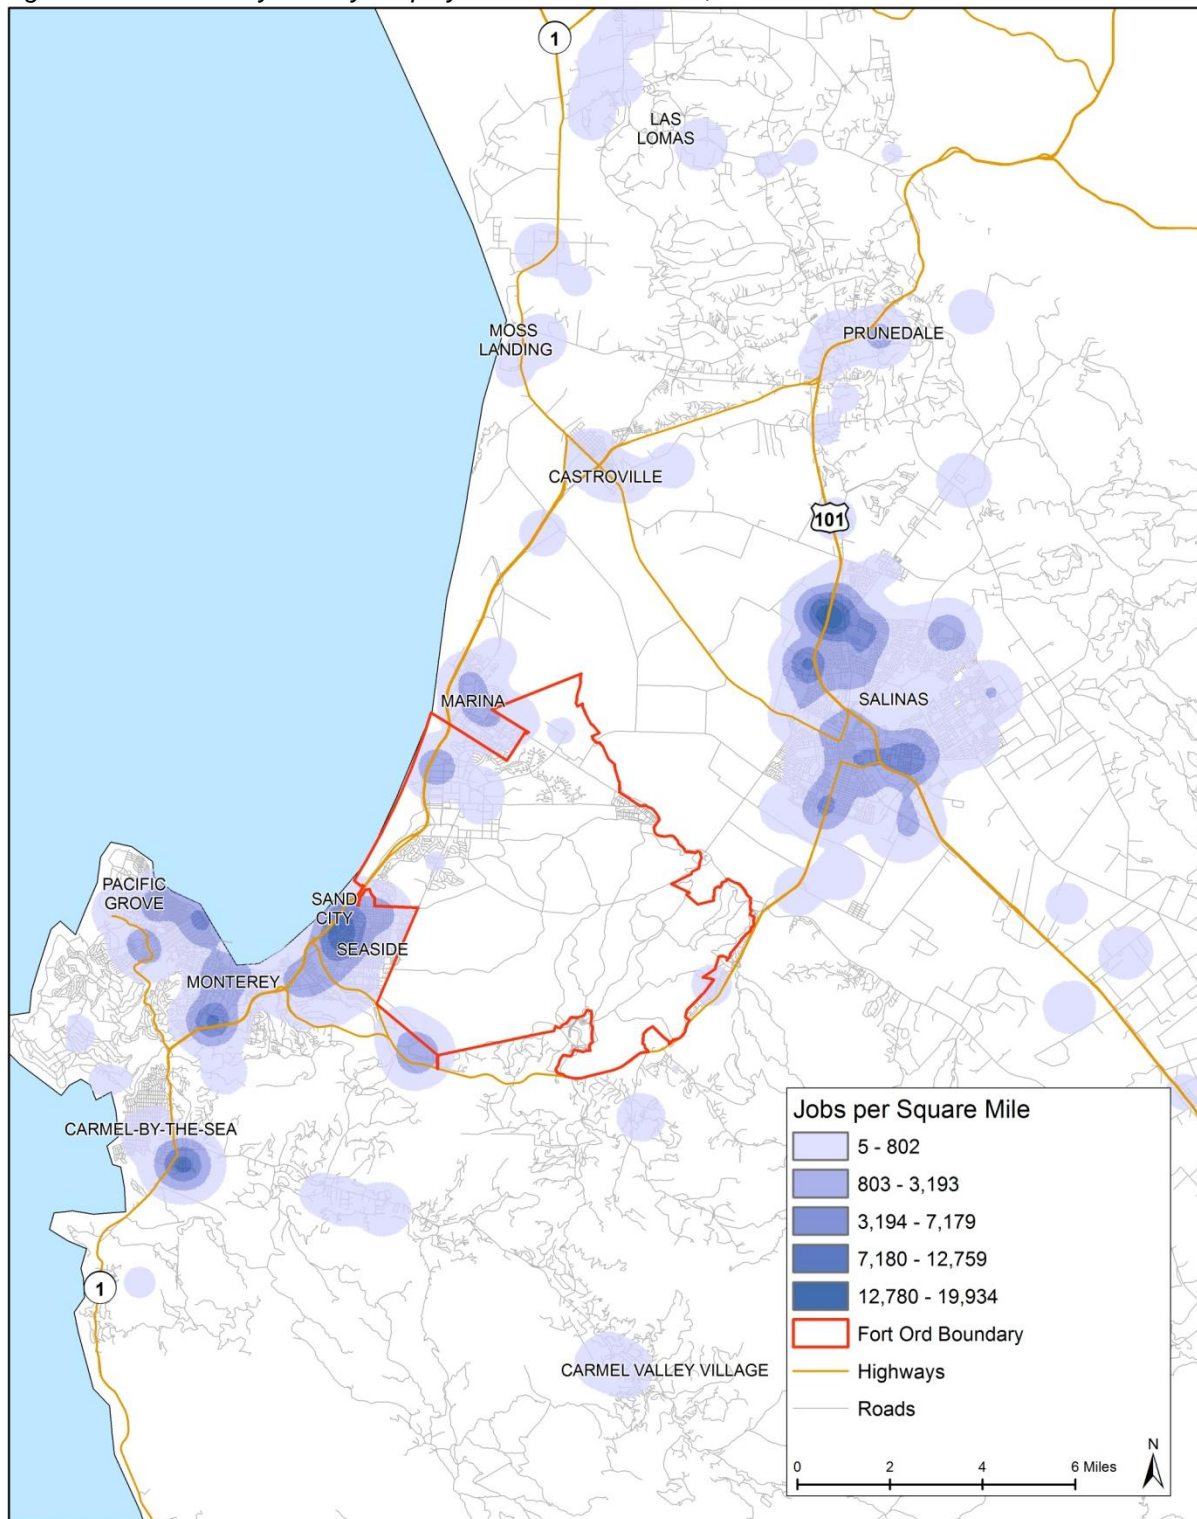 1
LAS
LOMAS
MOSS
LANDING
PRUNEDALE
CASTROVILLE
101
MARINA
SALINAS
PACIFIC
GROVE
SAND
CITY
SEASIDE
MONTEREY
CARMEL-BY-THE-SEA
1
CARMEL VALLEY VILLAGE
Jobs per Square Mile
5 - 802
803 - 3,193
3,194 - 7,179
7,180 - 12,759
12,780 - 19,934
Fort Ord Boundary
Highways
Roads
N
0 2 4 6 Miles